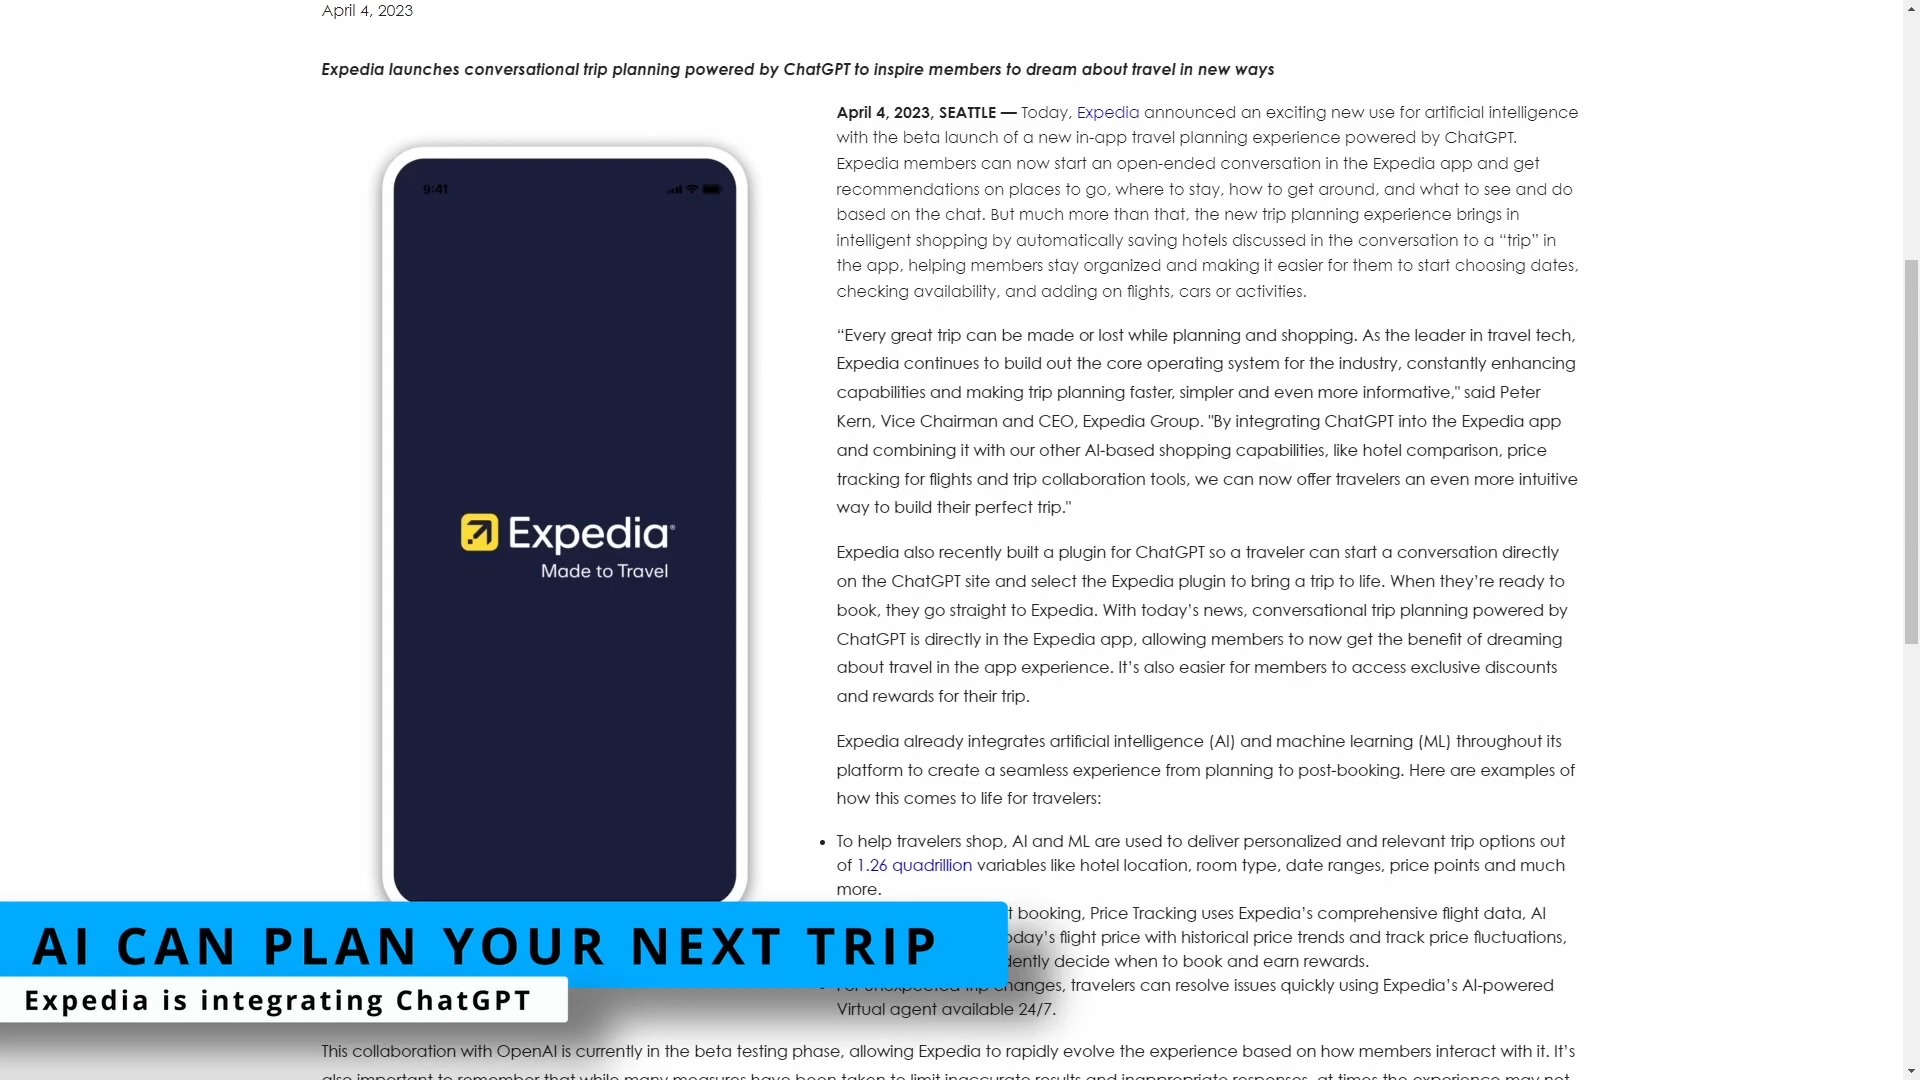 April 4, 2023
Expedia launches conversational trip planning powered by ChatGPT to inspire members to dream about travel in new ways
9:41
Expedia®
Made to Travel
April 4, 2023, SEATTLE — Today, Expedia announced an exciting new use for artificial intelligence
with the beta launch of a new in-app travel planning experience powered by ChatGPT.
Expedia members can now start an open-ended conversation in the Expedia app and get
recommendations on places to go, where to stay, how to get around, and what to see and do
based on the chat. But much more than that, the new trip planning experience brings in
intelligent shopping by automatically saving hotels discussed in the conversation to a “trip” in
the app, helping members stay organized and making it easier for them to start choosing dates,
checking availability, and adding on flights, cars or activities.
“Every great trip can be made or lost while planning and shopping. As the leader in travel tech,
Expedia continues to build out the core operating system for the industry, constantly enhancing
capabilities and making trip planning faster, simpler and even more informative," said Peter
Kern, Vice Chairman and CEO, Expedia Group. "By integrating ChatGPT into the Expedia app
and combining it with our other AI-based shopping capabilities, like hotel comparison, price
tracking for flights and trip collaboration tools, we can now offer travelers an even more intuitive
way to build their perfect trip."
Expedia also recently built a plugin for ChatGPT so a traveler can start a conversation directly
on the ChatGPT site and select the Expedia plugin to bring a trip to life. When they’re ready to
book, they go straight to Expedia. With today’s news, conversational trip planning powered by
ChatGPT is directly in the Expedia app, allowing members to now get the benefit of dreaming
about travel in the app experience. It’s also easier for members to access exclusive discounts
and rewards for their trip.
Expedia already integrates artificial intelligence (AI) and machine learning (ML) throughout its
platform to create a seamless experience from planning to post-booking. Here are examples of
how this comes to life for travelers:
• To help travelers shop, AI and ML are used to deliver personalized and relevant trip options out
of 1.26 quadrillion variables like hotel location, room type, date ranges, price points and much
more.
booking, Price Tracking uses Expedia’s comprehensive flight data, AI
flight price with historical price trends and track price fluctuations,
decide when to book and earn rewards.
travelers can resolve issues quickly using Expedia’s AI-powered
Virtual agent available 24/7.
AI CAN PLAN YOUR NEXT TRIP
Expedia is integrating ChatGPT
This collaboration with OpenAI is currently in the beta testing phase, allowing Expedia to rapidly evolve the experience based on how members interact with it. It’s
also important to remember that while many measures have been taken to limit inaccurate results and inappropriate responses, at times the experience may not